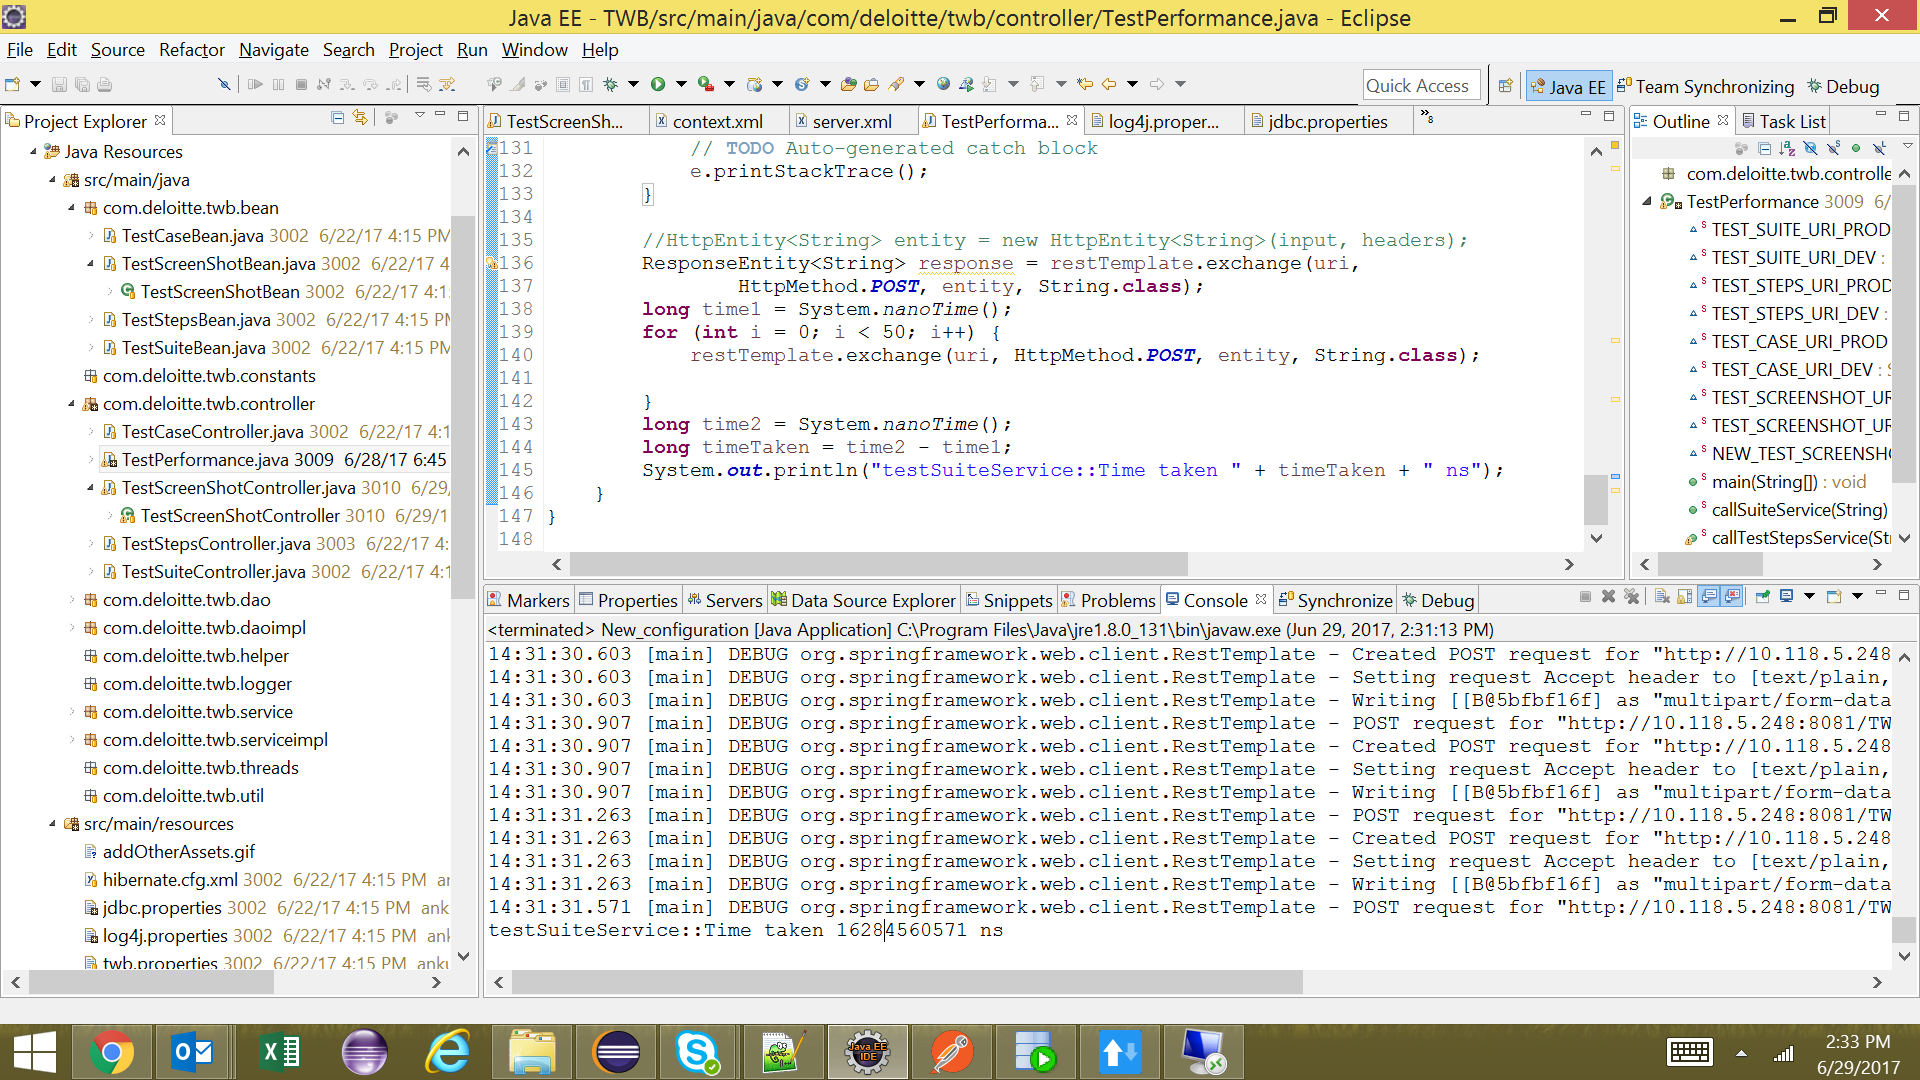 Java EE - TWB/src/main/java/com/deloitte/twb/controller/TestPerformance.java - Eclipse
File Edit Source Refactor Navigate Search Project Run Window Help
Quick Access
Java EE
Team Synchronizing
Debug
Project Explorer
Java Resources
src/main/java
com.deloitte.twb.bean
TestCaseBean.java 3002 6/22/17 4:15 PM
TestScreenShotBean.java 3002 6/22/17 4
TestScreenShotBean 3002 6/22/17 4:1
TestStepsBean.java 3002 6/22/17 4:15 PM
TestSuiteBean.java 3002 6/22/17 4:15 PM
com.deloitte.twb.constants
com.deloitte.twb.controller
TestCaseController.java 3002 6/22/17 4:1
TestPerformance.java 3009 6/28/17 6:45
TestScreenShotController.java 3010 6/29/
TestScreenShotController 3010 6/29/1
TestStepsController.java 3003 6/22/17 4:
TestSuiteController.java 3002 6/22/17 4:1
com.deloitte.twb.dao
com.deloitte.twb.daoimpl
com.deloitte.twb.helper
com.deloitte.twb.logger
com.deloitte.twb.service
com.deloitte.twb.serviceimpl
com.deloitte.twb.threads
com.deloitte.twb.util
src/main/resources
addOtherAssets.gif
hibernate.cfg.xml 3002 6/22/17 4:15 PM
jdbc.properties 3002 6/22/17 4:15 PM ank
log4j.properties 3002 6/22/17 4:15 PM
twb.properties 3002 6/22/17 4:15 PM
TestScreenSh... context.xml server.xml TestPerforma... log4j.proper... jdbc.properties »8
131 // TODO Auto-generated catch block
132 e.printStackTrace();
133 }
134
135 //HttpEntity<String> entity = new HttpEntity<String>(input, headers);
136 ResponseEntity<String> response = restTemplate.exchange(uri,
137 HttpMethod.POST, entity, String.class);
138 long time1 = System.nanoTime();
139 for (int i = 0; i < 50; i++) {
140 restTemplate.exchange(uri, HttpMethod.POST, entity, String.class);
141
142 }
143 long time2 = System.nanoTime();
144 long timeTaken = time2 - time1;
145 System.out.println("testSuiteService::Time taken " + timeTaken + " ns");
146 }
147 }
148
Outline Task List
com.deloitte.twb.controlle
TestPerformance 3009 6/
TEST_SUITE_URI_PROD
TEST_SUITE_URI_DEV :
TEST_STEPS_URI_PROD
TEST_STEPS_URI_DEV :
TEST_CASE_URI_PROD
TEST_CASE_URI_DEV : S
TEST_SCREENSHOT_UR
TEST_SCREENSHOT_UR
NEW_TEST_SCREENSH
main(String[]) : void
callSuiteService(String)
callTestStepsService(Stri
Markers Properties Servers Data Source Explorer Snippets Problems Console Synchronize Debug
<terminated> New_configuration [Java Application] C:\Program Files\Java\jre1.8.0_131\bin\javaw.exe (Jun 29, 2017, 2:31:13 PM)
14:31:30.603 [main] DEBUG org.springframework.web.client.RestTemplate - Created POST request for "http://10.118.5.248
14:31:30.603 [main] DEBUG org.springframework.web.client.RestTemplate - Setting request Accept header to [text/plain,
14:31:30.603 [main] DEBUG org.springframework.web.client.RestTemplate - Writing [[B@5bfbf16f] as "multipart/form-data
14:31:30.907 [main] DEBUG org.springframework.web.client.RestTemplate - POST request for "http://10.118.5.248:8081/TW
14:31:30.907 [main] DEBUG org.springframework.web.client.RestTemplate - Created POST request for "http://10.118.5.248
14:31:30.907 [main] DEBUG org.springframework.web.client.RestTemplate - Setting request Accept header to [text/plain,
14:31:30.907 [main] DEBUG org.springframework.web.client.RestTemplate - Writing [[B@5bfbf16f] as "multipart/form-data
14:31:31.263 [main] DEBUG org.springframework.web.client.RestTemplate - POST request for "http://10.118.5.248:8081/TW
14:31:31.263 [main] DEBUG org.springframework.web.client.RestTemplate - Created POST request for "http://10.118.5.248
14:31:31.263 [main] DEBUG org.springframework.web.client.RestTemplate - Setting request Accept header to [text/plain,
14:31:31.263 [main] DEBUG org.springframework.web.client.RestTemplate - Writing [[B@5bfbf16f] as "multipart/form-data
14:31:31.571 [main] DEBUG org.springframework.web.client.RestTemplate - POST request for "http://10.118.5.248:8081/TW
testSuiteService::Time taken 16284560571 ns
Java EE
IDE
2:33 PM
6/29/2017